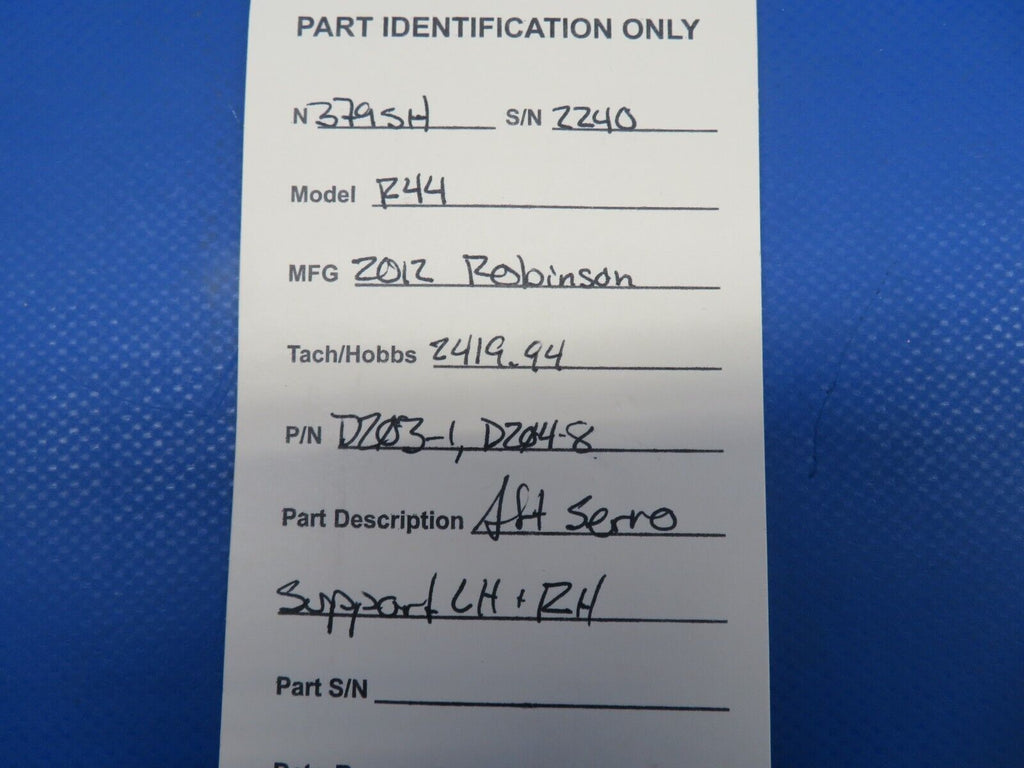 PART IDENTIFICATION ONLY
N 379SH S/N 2240
Model R44
MFG 2012 Robinson
Tach/Hobbs 2419.94
P/N D203-1, D204-8
Part Description Aft servo
Support LH + RH
Part S/N